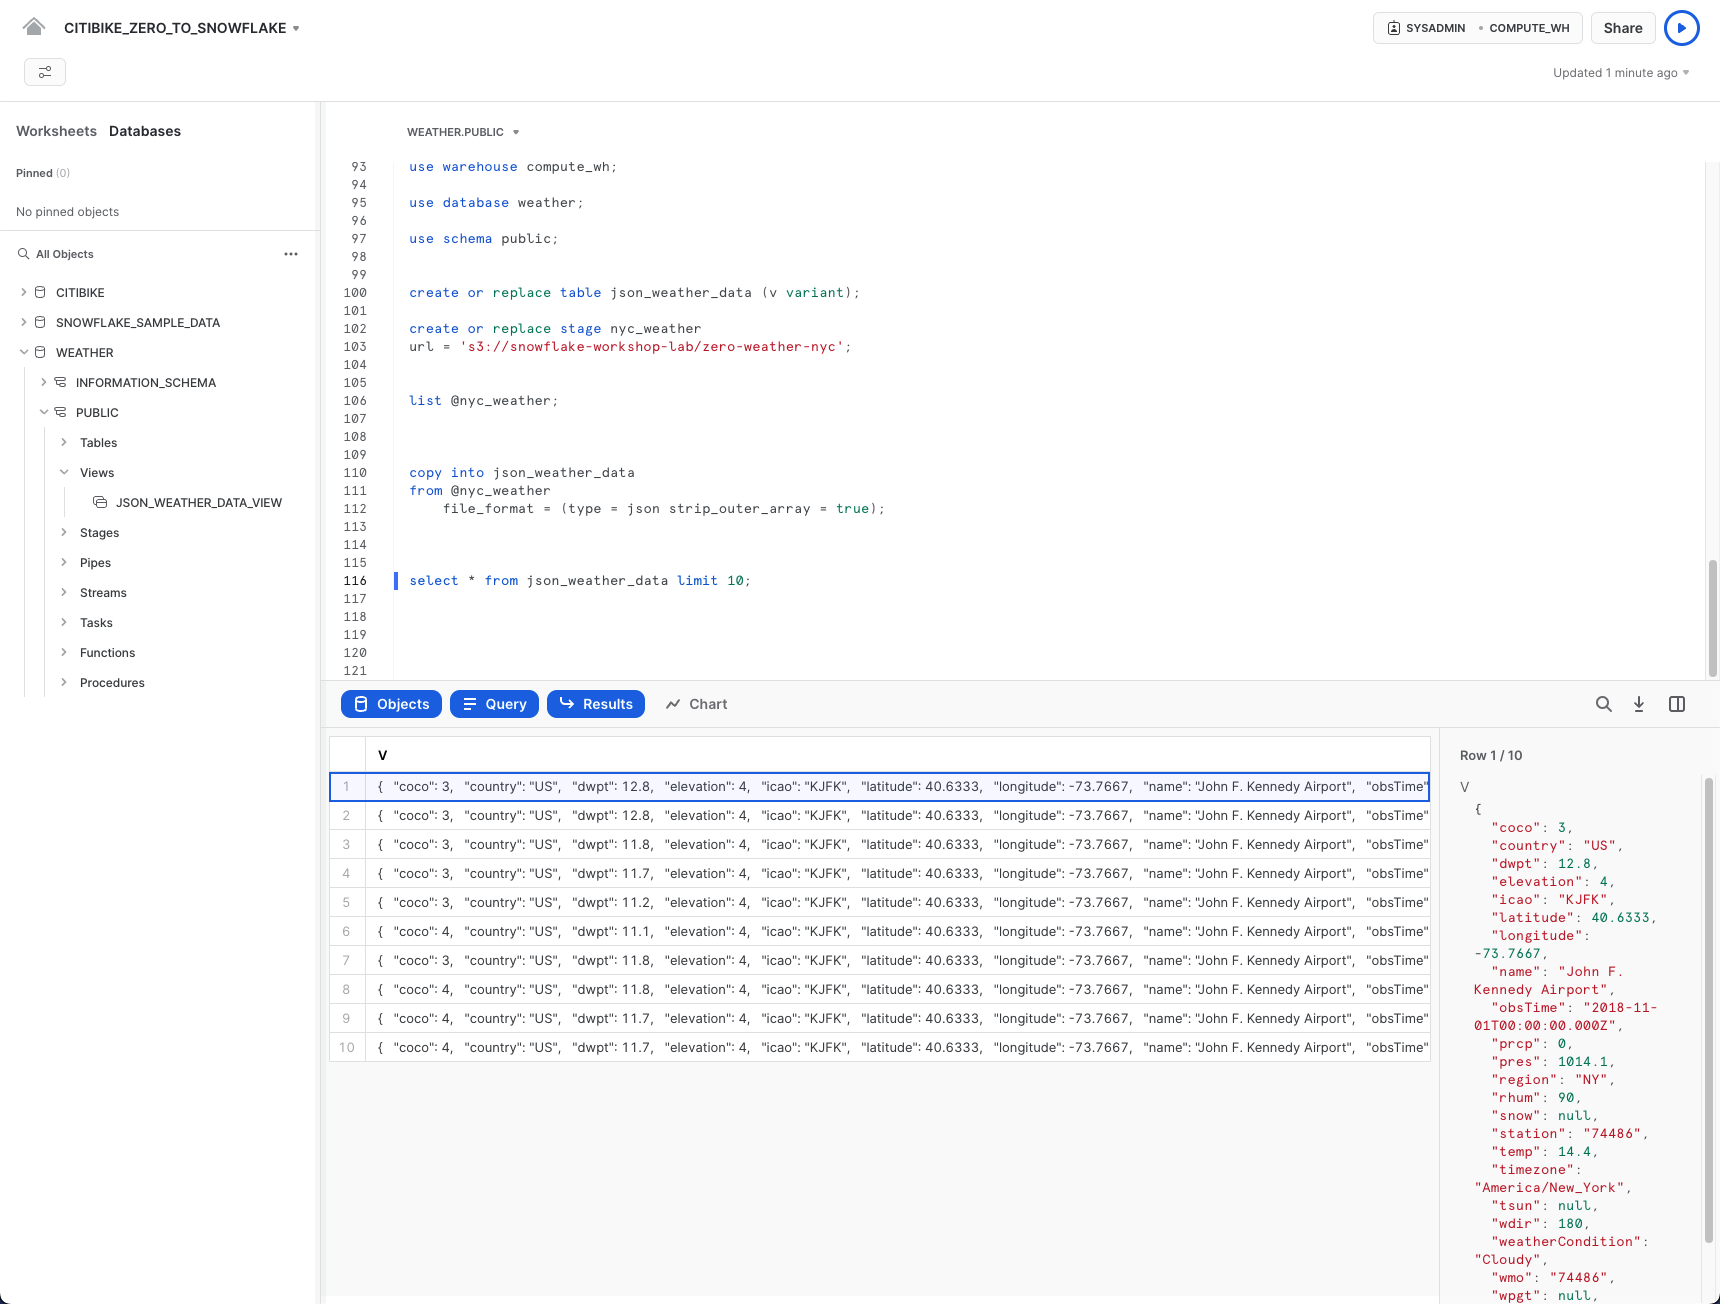 CITIBIKE_ZERO_TO_SNOWFLAKE
SYSADMIN • COMPUTE_WH
Share
Updated 1 minute ago
Worksheets Databases
Pinned (0)
No pinned objects
All Objects
CITIBIKE
SNOWFLAKE_SAMPLE_DATA
WEATHER
INFORMATION_SCHEMA
PUBLIC
Tables
Views
JSON_WEATHER_DATA_VIEW
Stages
Pipes
Streams
Tasks
Functions
Procedures
WEATHER.PUBLIC
93 use warehouse compute_wh;
94
95 use database weather;
96
97 use schema public;
98
99
100 create or replace table json_weather_data (v variant);
101
102 create or replace stage nyc_weather
103 url = 's3://snowflake-workshop-lab/zero-weather-nyc';
104
105
106 list @nyc_weather;
107
108
109
110 copy into json_weather_data
111 from @nyc_weather
112 file_format = (type = json strip_outer_array = true);
113
114
115
116 select * from json_weather_data limit 10;
117
118
119
120
121
Objects Query Results Chart
V
1 { "coco": 3, "country": "US", "dwpt": 12.8, "elevation": 4, "icao": "KJFK", "latitude": 40.6333, "longitude": -73.7667, "name": "John F. Kennedy Airport", "obsTime"
2 { "coco": 3, "country": "US", "dwpt": 12.8, "elevation": 4, "icao": "KJFK", "latitude": 40.6333, "longitude": -73.7667, "name": "John F. Kennedy Airport", "obsTime"
3 { "coco": 3, "country": "US", "dwpt": 11.8, "elevation": 4, "icao": "KJFK", "latitude": 40.6333, "longitude": -73.7667, "name": "John F. Kennedy Airport", "obsTime"
4 { "coco": 3, "country": "US", "dwpt": 11.7, "elevation": 4, "icao": "KJFK", "latitude": 40.6333, "longitude": -73.7667, "name": "John F. Kennedy Airport", "obsTime"
5 { "coco": 3, "country": "US", "dwpt": 11.2, "elevation": 4, "icao": "KJFK", "latitude": 40.6333, "longitude": -73.7667, "name": "John F. Kennedy Airport", "obsTime"
6 { "coco": 4, "country": "US", "dwpt": 11.1, "elevation": 4, "icao": "KJFK", "latitude": 40.6333, "longitude": -73.7667, "name": "John F. Kennedy Airport", "obsTime"
7 { "coco": 3, "country": "US", "dwpt": 11.8, "elevation": 4, "icao": "KJFK", "latitude": 40.6333, "longitude": -73.7667, "name": "John F. Kennedy Airport", "obsTime"
8 { "coco": 4, "country": "US", "dwpt": 11.8, "elevation": 4, "icao": "KJFK", "latitude": 40.6333, "longitude": -73.7667, "name": "John F. Kennedy Airport", "obsTime"
9 { "coco": 4, "country": "US", "dwpt": 11.7, "elevation": 4, "icao": "KJFK", "latitude": 40.6333, "longitude": -73.7667, "name": "John F. Kennedy Airport", "obsTime"
10 { "coco": 4, "country": "US", "dwpt": 11.7, "elevation": 4, "icao": "KJFK", "latitude": 40.6333, "longitude": -73.7667, "name": "John F. Kennedy Airport", "obsTime"
Row 1 / 10
V
{
"coco": 3,
"country": "US",
"dwpt": 12.8,
"elevation": 4,
"icao": "KJFK",
"latitude": 40.6333,
"longitude":
-73.7667,
"name": "John F.
Kennedy Airport",
"obsTime": "2018-11-
01T00:00:00.000Z",
"prcp": 0,
"pres": 1014.1,
"region": "NY",
"rhum": 90,
"snow": null,
"station": "74486",
"temp": 14.4,
"timezone":
"America/New_York",
"tsun": null,
"wdir": 180,
"weatherCondition":
"Cloudy",
"wmo": "74486",
"wpgt": null,